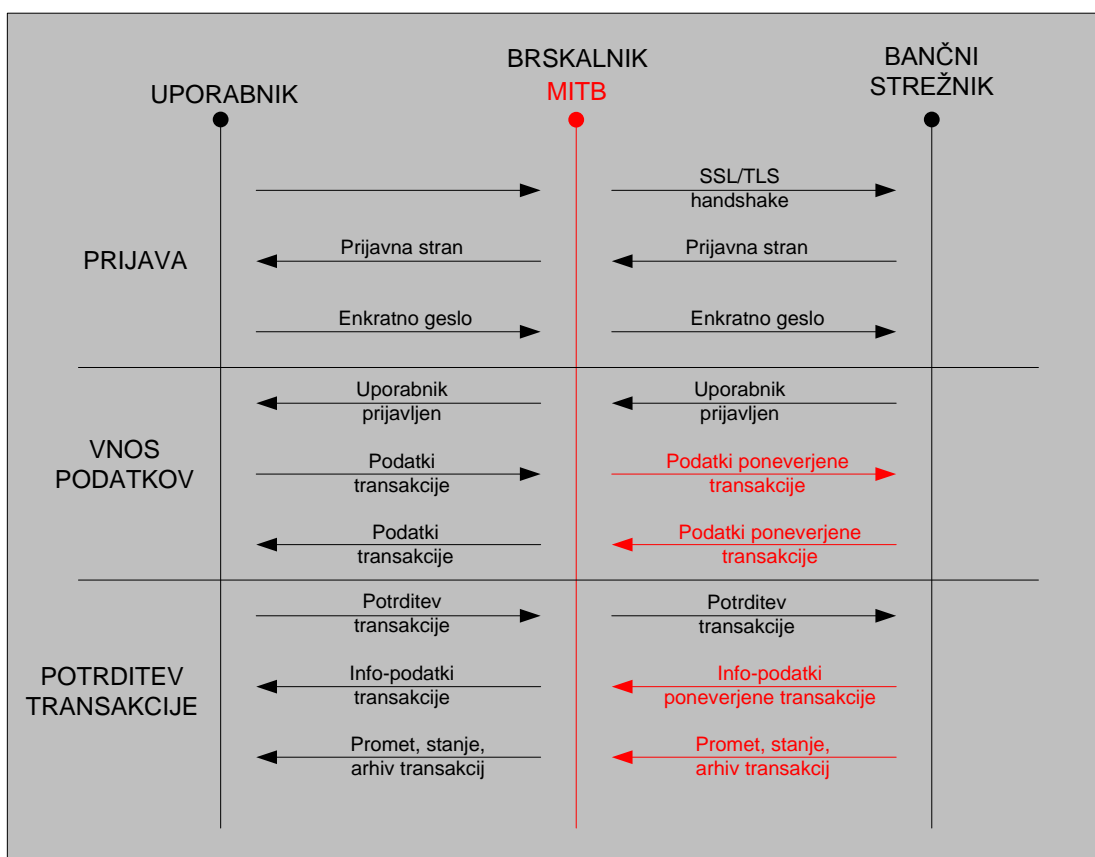 UPORABNIK
BRSKALNIK
MITB
BANČNI
STREŽNIK
PRIJAVA
SSL/TLS
handshake
Prijavna stran
Prijavna stran
Enkratno geslo
Enkratno geslo
VNOS
PODATKOV
Uporabnik
prijavljen
Uporabnik
prijavljen
Podatki
transakcije
Podatki poneverjene
transakcije
Podatki
transakcije
Podatki poneverjene
transakcije
POTRDITEV
TRANSAKCIJE
Potrditev
transakcije
Potrditev
transakcije
Info-podatki
transakcije
Info-podatki
poneverjene transakcije
Promet, stanje,
arhiv transakcij
Promet, stanje,
arhiv transakcij